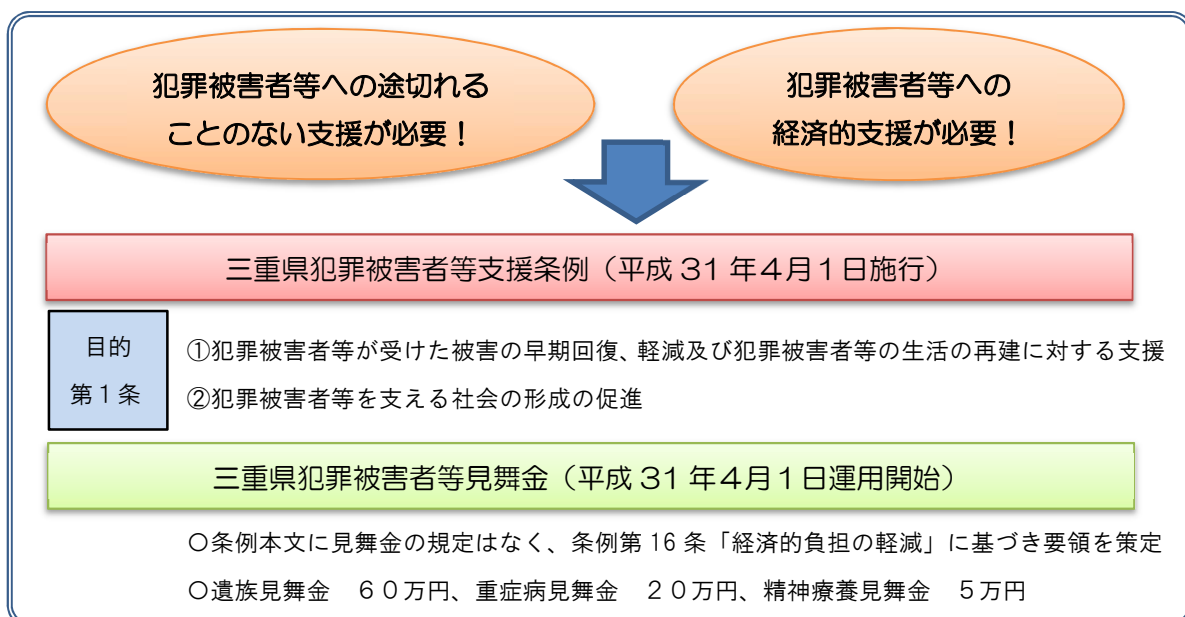 犯罪被害者等への途切れる
ことのない支援が必要！
犯罪被害者等への
経済的支援が必要！
三重県犯罪被害者等支援条例（平成31年４月１日施行）
目的
第１条
①犯罪被害者等が受けた被害の早期回復、軽減及び犯罪被害者等の生活の再建に対する支援
②犯罪被害者等を支える社会の形成の促進
三重県犯罪被害者等見舞金（平成31年４月１日運用開始）
〇条例本文に見舞金の規定はなく、条例第16条「経済的負担の軽減」に基づき要領を策定
〇遺族見舞金　６０万円、重症病見舞金　２０万円、精神療養見舞金　５万円